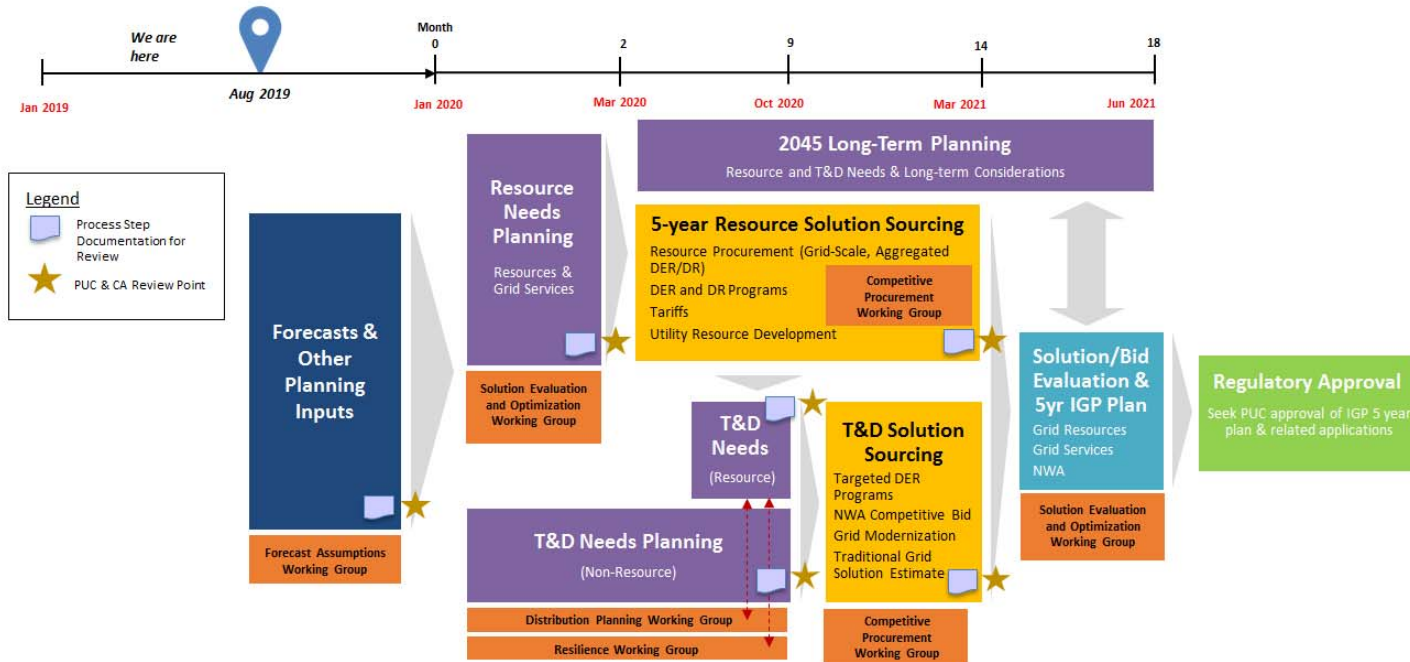 We are
here
Month
0
2
9
14
18
Jan 2019
Aug 2019
Jan 2020
Mar 2020
Oct 2020
Mar 2021
Jun 2021
Legend
Process Step
Documentation for
Review
PUC & CA Review Point
Forecasts &
Other
Planning
Inputs
Forecast Assumptions
Working Group
Resource
Needs
Planning
Resources &
Grid Services
Solution Evaluation
and Optimization
Working Group
2045 Long-Term Planning
Resource and T&D Needs & Long-term Considerations
5-year Resource Solution Sourcing
Resource Procurement (Grid-Scale, Aggregated
DER/DR)
DER and DR Programs
Tariffs
Utility Resource Development
Competitive
Procurement
Working Group
T&D
Needs
(Resource)
T&D Needs Planning
(Non-Resource)
Distribution Planning Working Group
Resilience Working Group
T&D Solution
Sourcing
Targeted DER
Programs
NWA Competitive Bid
Grid Modernization
Traditional Grid
Solution Estimate
Competitive
Procurement
Working Group
Solution/Bid
Evaluation &
5yr IGP Plan
Grid Resources
Grid Services
NWA
Solution Evaluation
and Optimization
Working Group
Regulatory Approval
Seek PUC approval of IGP 5 year
plan & related applications